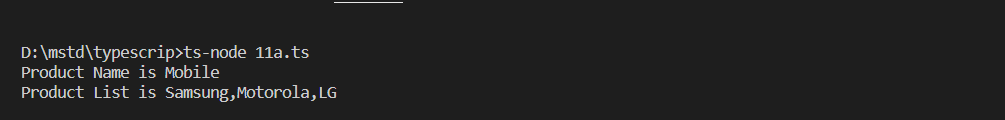 D:\mstd\typescrip>ts-node 11a.ts
Product Name is Mobile
Product List is Samsung,Motorola,LG